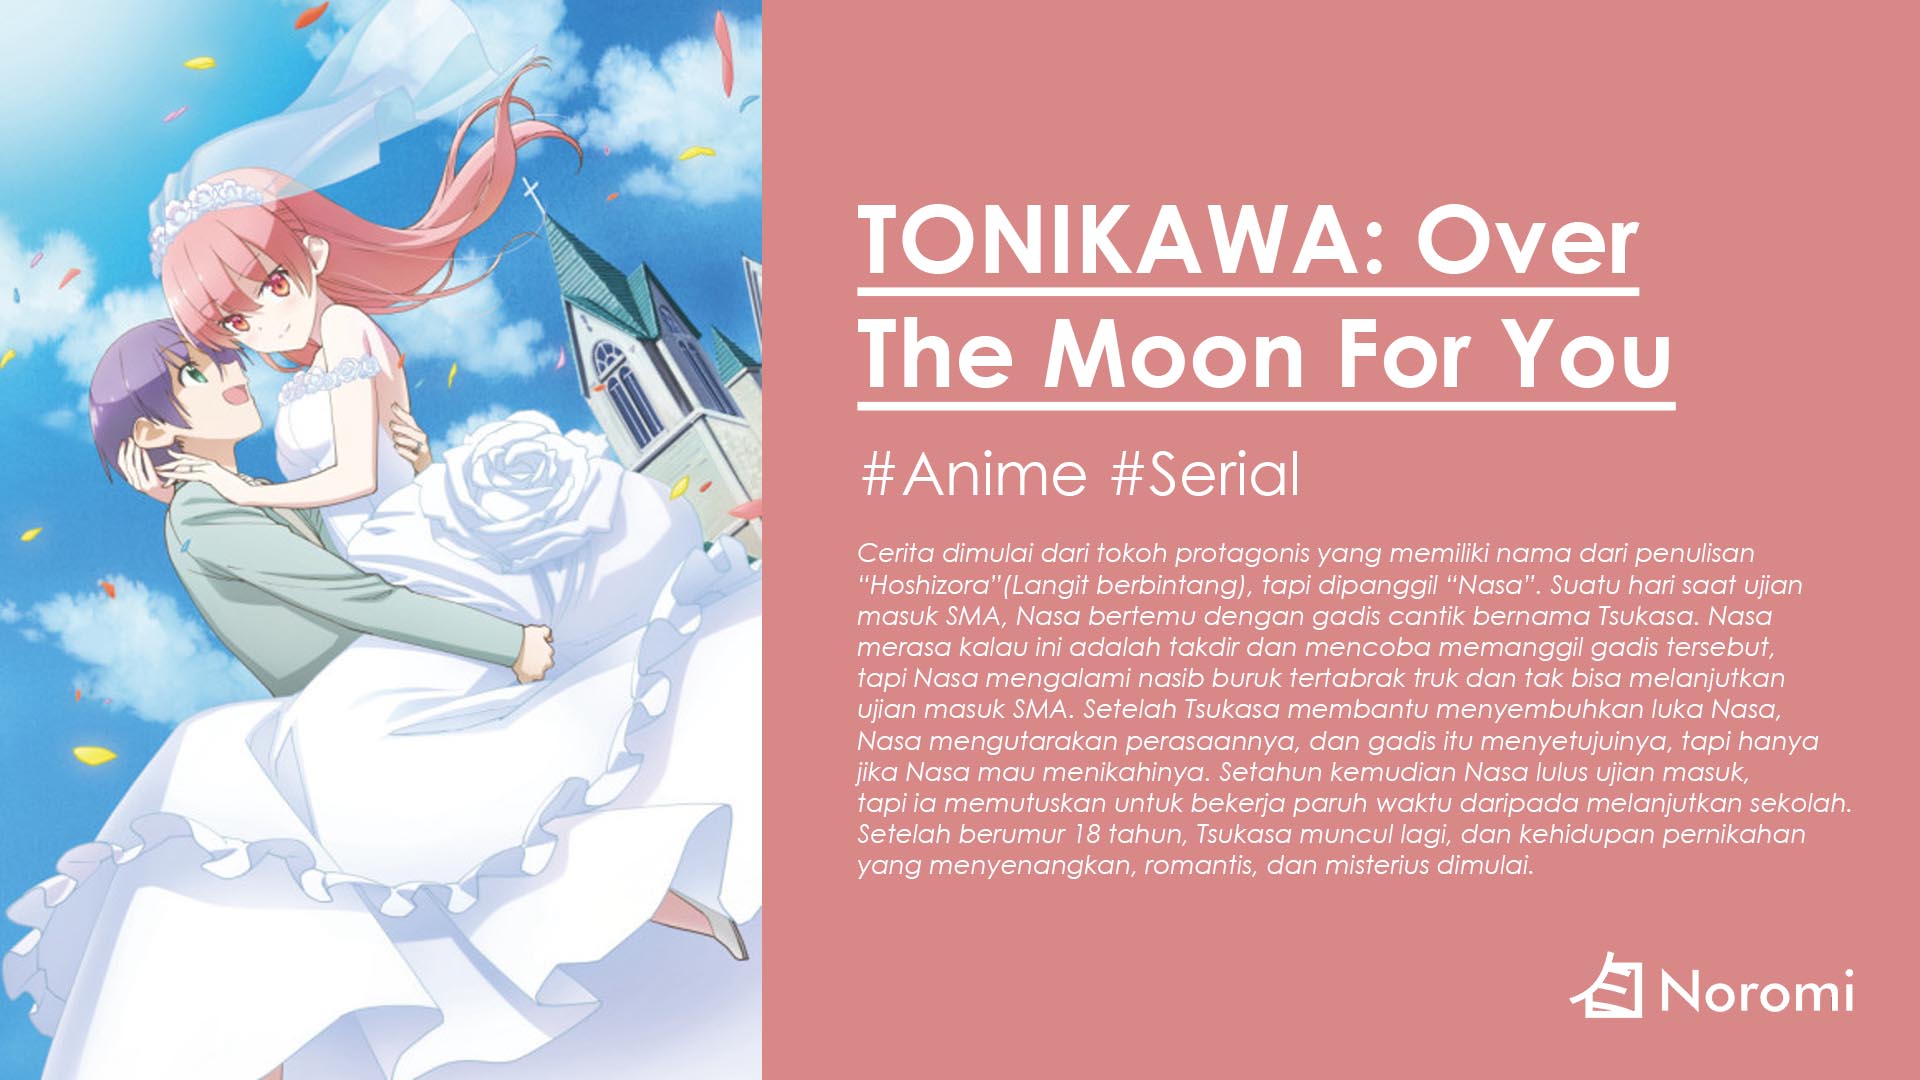 TONIKAWA: Over
The Moon For You
#Anime #Serial
Cerita dimulai dari tokoh protagonis yang memiliki nama dari penulisan
“Hoshizora”(Langit berbintang), tapi dipanggil “Nasa”. Suatu hari saat ujian
masuk SMA, Nasa bertemu dengan gadis cantik bernama Tsukasa. Nasa
merasa kalau ini adalah takdir dan mencoba memanggil gadis tersebut,
tapi Nasa mengalami nasib buruk tertabrak truk dan tak bisa melanjutkan
ujian masuk SMA. Setelah Tsukasa membantu menyembuhkan luka Nasa,
Nasa mengutarakan perasaannya, dan gadis itu menyetujuinya, tapi hanya
jika Nasa mau menikahinya. Setahun kemudian Nasa lulus ujian masuk,
tapi ia memutuskan untuk bekerja paruh waktu daripada melanjutkan sekolah.
Setelah berumur 18 tahun, Tsukasa muncul lagi, dan kehidupan pernikahan
yang menyenangkan, romantis, dan misterius dimulai.
Noromi